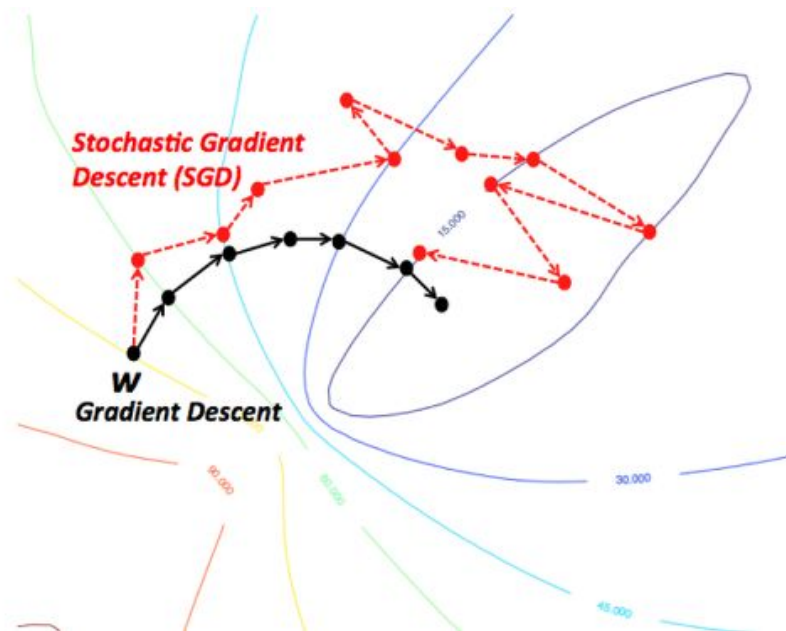 Stochastic Gradient
Descent (SGD)
15.000
W
Gradient Descent
90.000
60.000
30.000
45.000